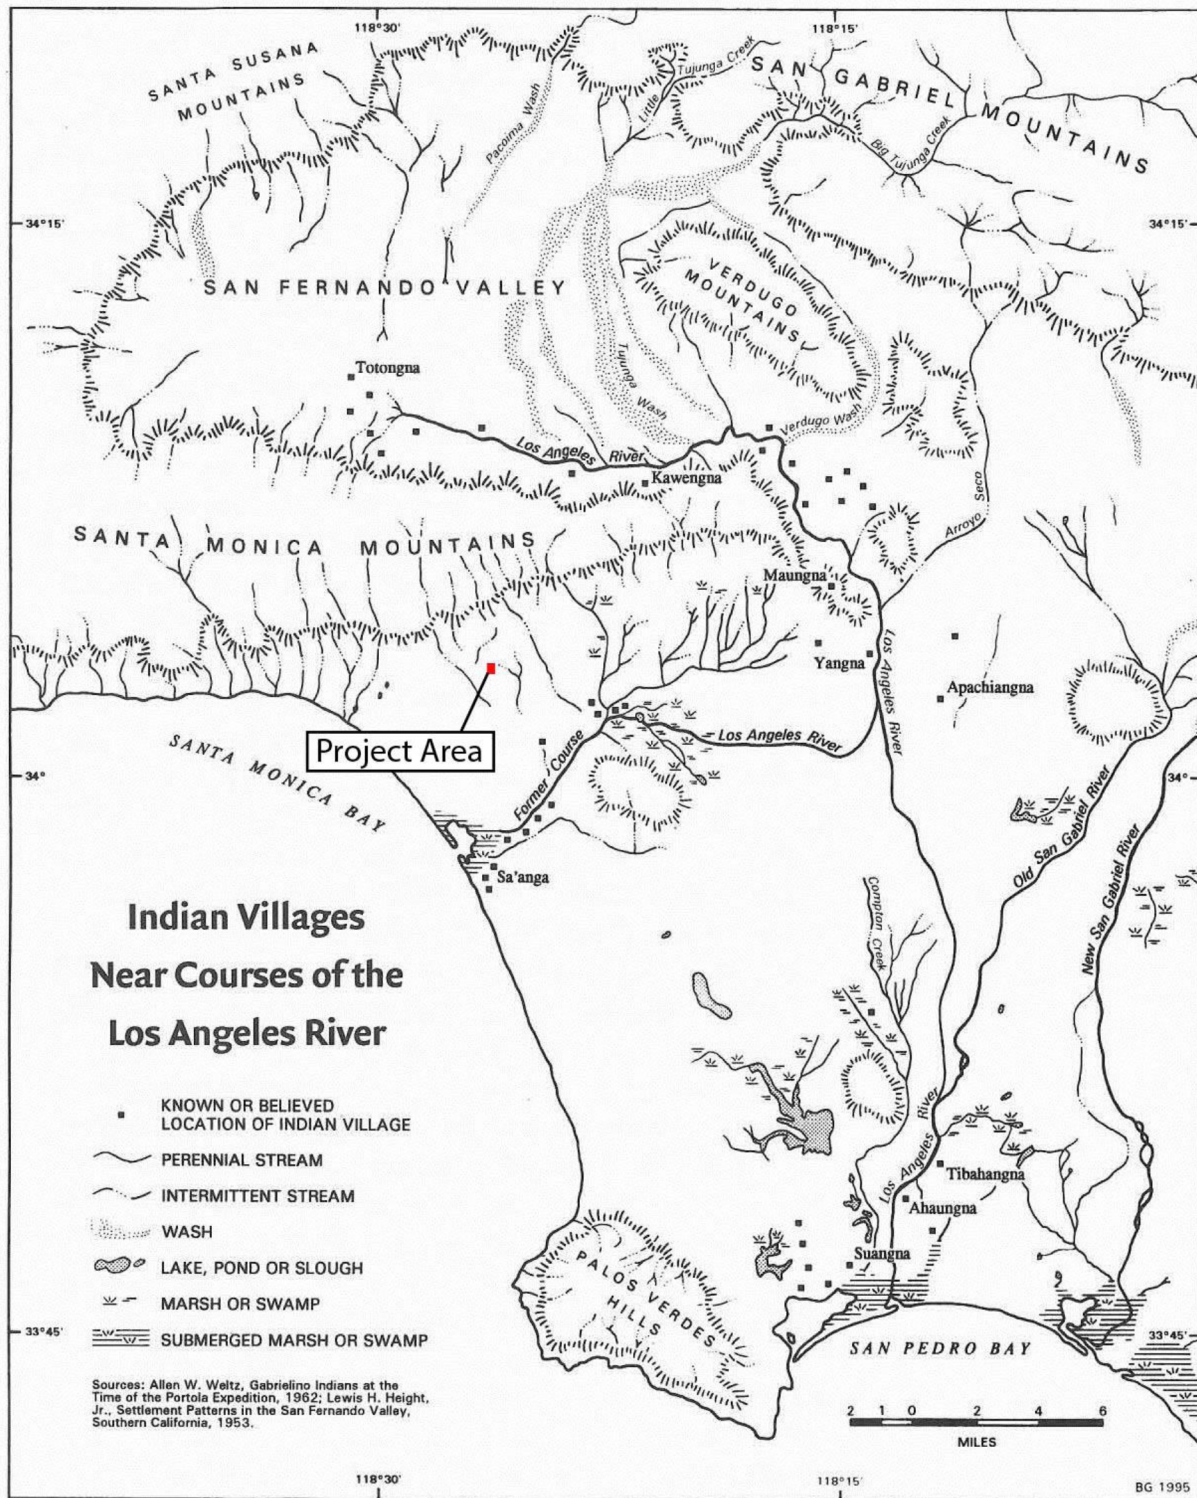 118°30'
118°15'
SANTA SUSANA
MOUNTAINS
Pacoima Wash
Little Tujunga Creek
SAN GABRIEL MOUNTAINS
Big Tujunga Creek
34°15'
34°15'
SAN FERNANDO VALLEY
VERDUGO
MOUNTAINS
Tujunga Wash
Totongna
Verdugo Wash
Los Angeles River
Kawengna
Arroyo Seco
SANTA MONICA MOUNTAINS
Maungna
Yangna
Los Angeles River
Apachiangna
Project Area
Los Angeles River
Former Course
SANTA MONICA BAY
34°
34°
Old San Gabriel River
New San Gabriel River
Sa'anga
Compton Creek
Indian Villages
Near Courses of the
Los Angeles River
KNOWN OR BELIEVED
LOCATION OF INDIAN VILLAGE
PERENNIAL STREAM
INTERMITTENT STREAM
WASH
LAKE, POND OR SLOUGH
MARSH OR SWAMP
SUBMERGED MARSH OR SWAMP
Los Angeles River
Tibahangna
Ahaungna
Suangna
PALOS VERDES
HILLS
SAN PEDRO BAY
33°45'
33°45'
Sources: Allen W. Weltz, Gabrielino Indians at the
Time of the Portola Expedition, 1962; Lewis H. Height,
Jr., Settlement Patterns in the San Fernando Valley,
Southern California, 1953.
2 1 0 2 4 6
MILES
118°30'
118°15'
BG 1995